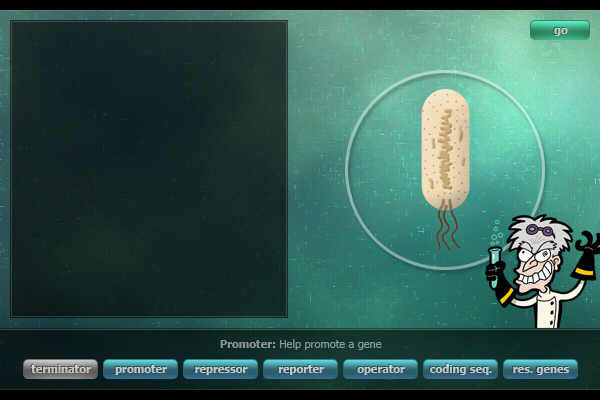 go
Promoter: Help promote a gene
terminator promoter repressor reporter operator coding seq. res. genes